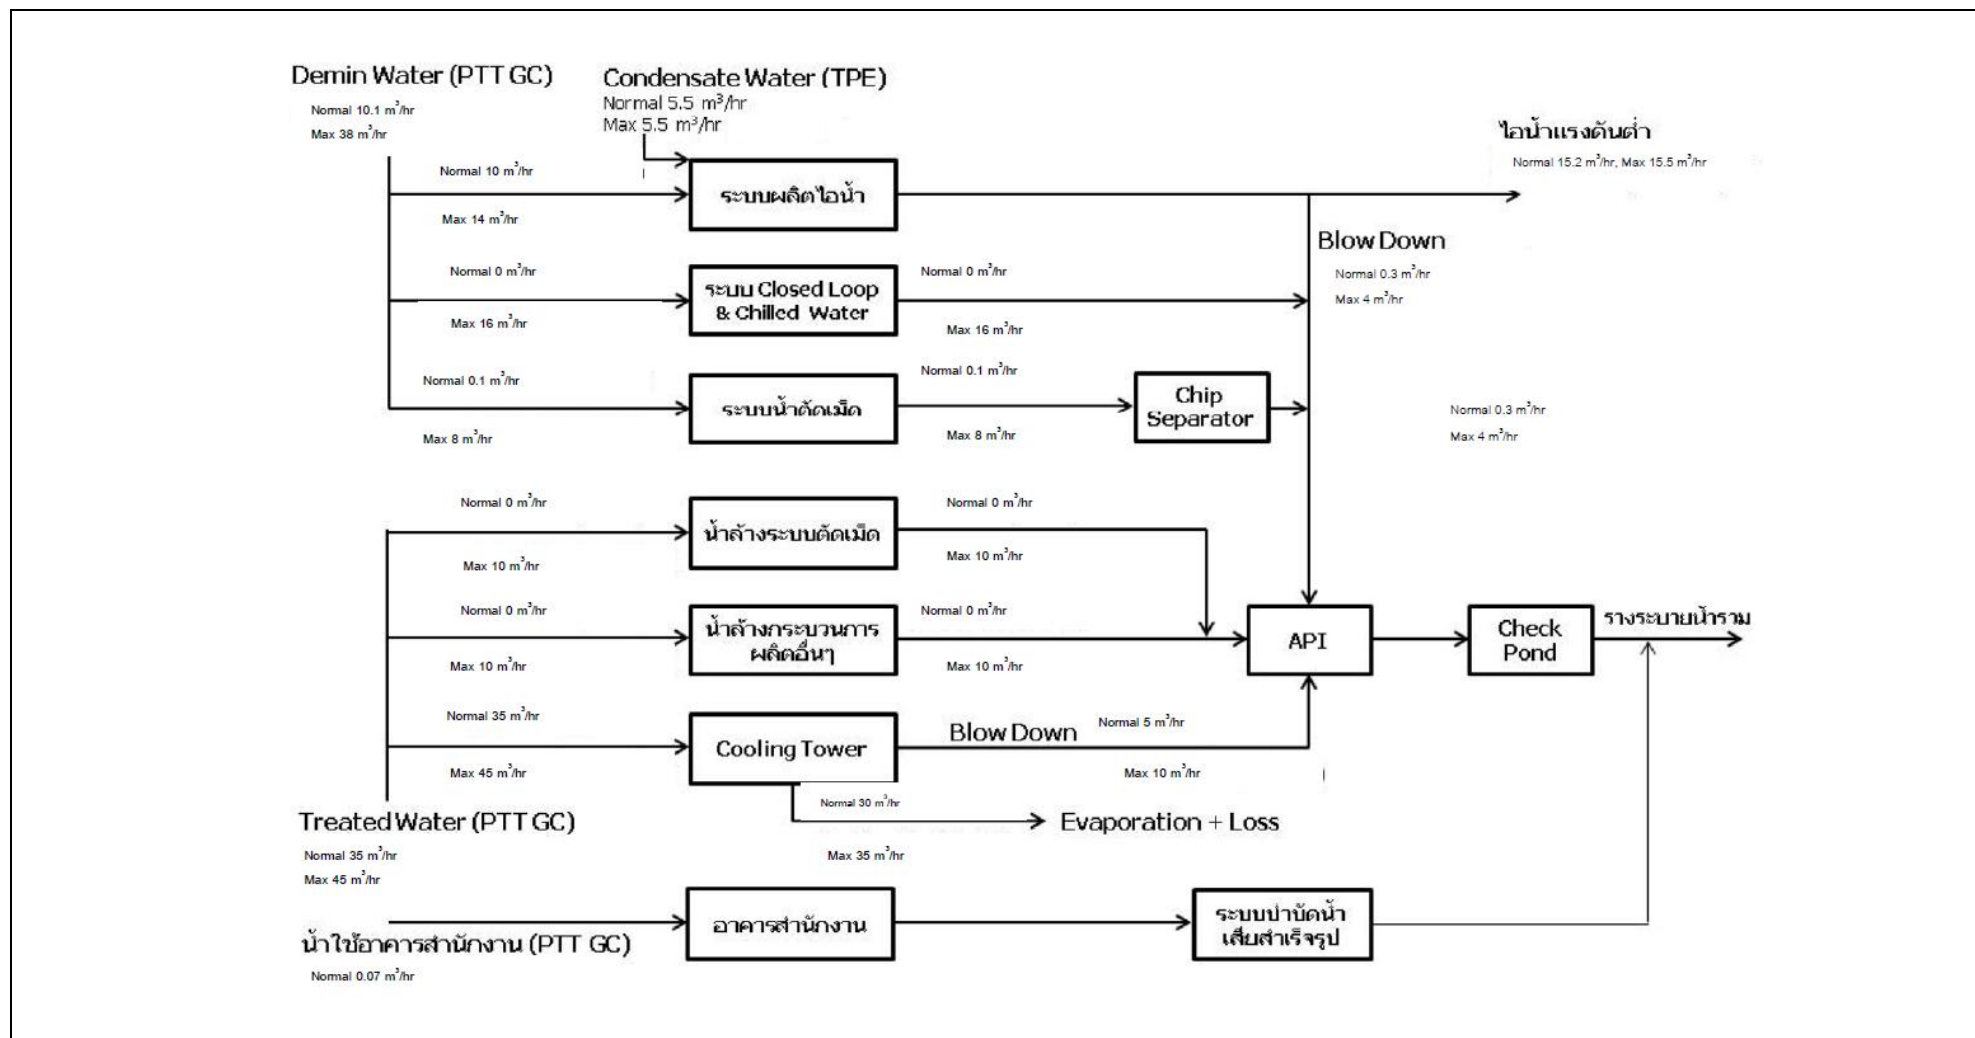 Demin Water (PTT GC)
Normal 10.1 m³/hr
Max 38 m³/hr
Condensate Water (TPE)
Normal 5.5 m³/hr
Max 5.5 m³/hr
ไอน้ำแรงดันต่ำ
Normal 15.2 m³/hr, Max 15.5 m³/hr
Normal 10 m³/hr
Max 14 m³/hr
ระบบผลิตไอน้ำ
Blow Down
Normal 0.3 m³/hr
Max 4 m³/hr
Normal 0 m³/hr
Max 16 m³/hr
ระบบ Closed Loop
& Chilled Water
Normal 0 m³/hr
Max 16 m³/hr
Normal 0.1 m³/hr
Max 8 m³/hr
ระบบน้ำตัดเม็ด
Normal 0.1 m³/hr
Max 8 m³/hr
Chip
Separator
Normal 0.3 m³/hr
Max 4 m³/hr
Normal 0 m³/hr
Max 10 m³/hr
น้ำล้างระบบตัดเม็ด
Normal 0 m³/hr
Max 10 m³/hr
Normal 0 m³/hr
Max 10 m³/hr
น้ำล้างกระบวนการ
ผลิตอื่นๆ
Normal 0 m³/hr
Max 10 m³/hr
API
Check
Pond
รางระบายน้ำรวม
Normal 35 m³/hr
Max 45 m³/hr
Cooling Tower
Blow Down
Normal 5 m³/hr
Max 10 m³/hr
Normal 30 m³/hr
Max 35 m³/hr
Evaporation + Loss
Treated Water (PTT GC)
Normal 35 m³/hr
Max 45 m³/hr
น้ำใช้อาคารสำนักงาน (PTT GC)
Normal 0.07 m³/hr
อาคารสำนักงาน
ระบบบำบัดน้ำ
เสียสำเร็จรูป